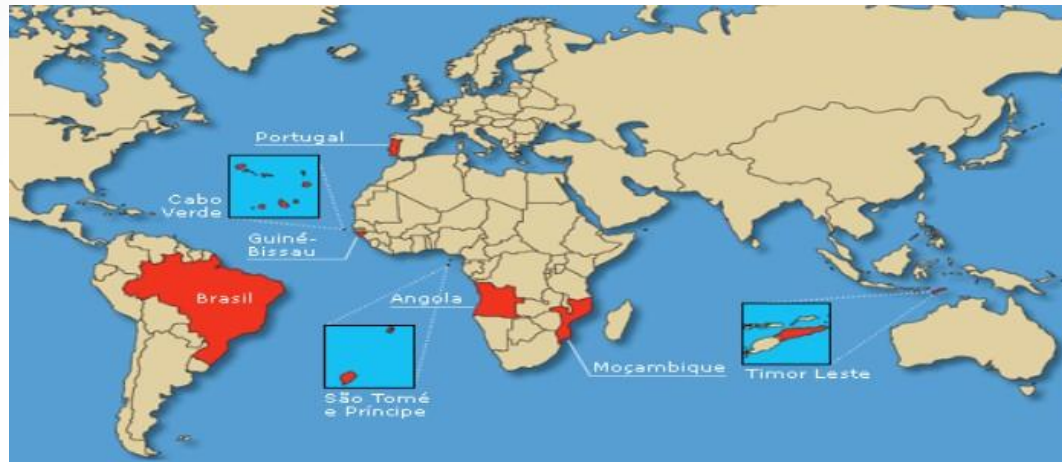 Portugal
Cabo
Verde
Guiné-
Bissau
Brasil
Angola
São Tomé
e Príncipe
Moçambique
Timor Leste